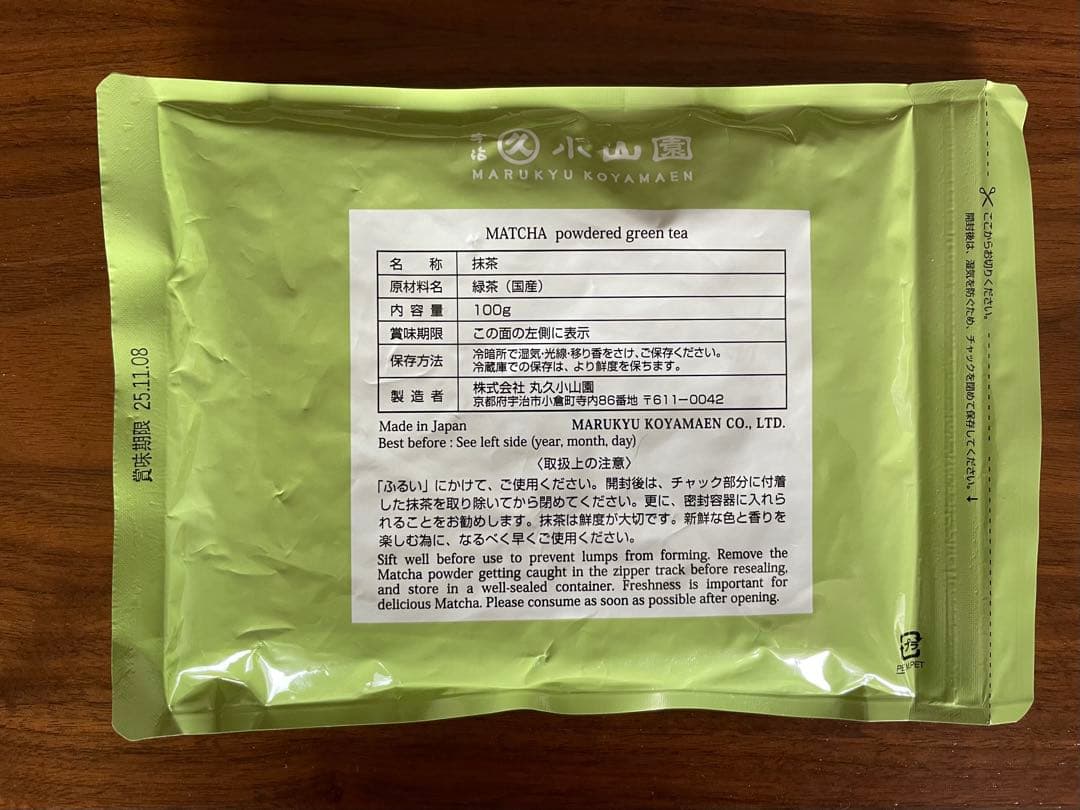 宇治 久 小山園
MARUKYU KOYAMAEN
MATCHA powdered green tea
名 称 抹茶
原材料名 緑茶（国産）
内容量 100g
賞味期限 この面の左側に表示
保存方法 冷暗所で湿気・光線・移り香をさけ、ご保存ください。
冷蔵庫での保存は、より鮮度を保ちます。
製造者 株式会社 丸久小山園
京都府宇治市小倉町寺内86番地 〒611-0042
Made in Japan MARUKYU KOYAMAEN CO., LTD.
Best before : See left side (year, month, day)
〈取扱上の注意〉
「ふるい」にかけて、ご使用ください。開封後は、チャック部分に付着
した抹茶を取り除いてから閉めてください。更に、密封容器に入れら
れることをお勧めします。抹茶は鮮度が大切です。新鮮な色と香りを
楽しむ為に、なるべく早くご使用ください。
Sift well before use to prevent lumps from forming. Remove the
Matcha powder getting caught in the zipper track before resealing,
and store in a well-sealed container. Freshness is important for
delicious Matcha. Please consume as soon as possible after opening.
賞味期限 25.11.08
ここからお切りください。
開封後は、湿気を防ぐため、チャックを固めて保存してください。
プラ
PE,M,PET